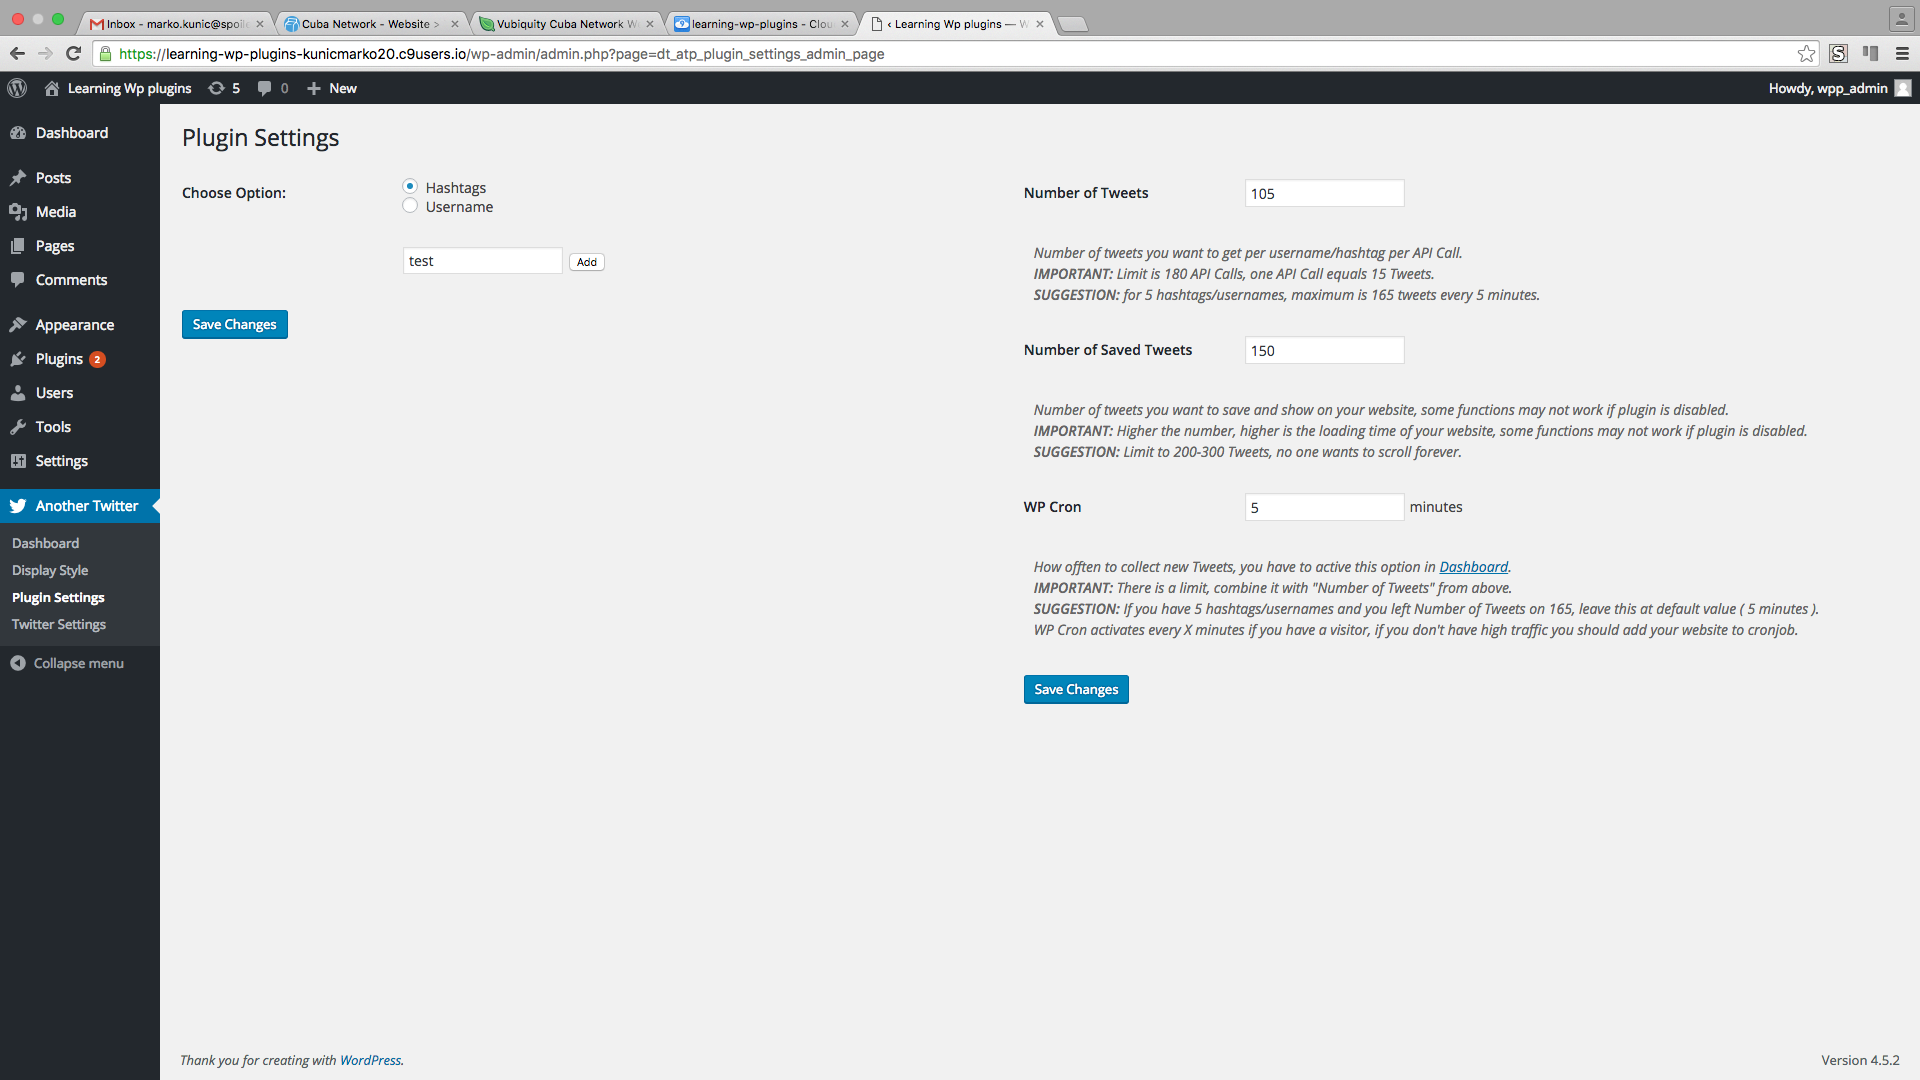 Inbox - marko.kunic@spoil
Cuba Network - Website >
Vubiquity Cuba Network W
learning-wp-plugins - Clou
‹ Learning Wp plugins — W
https://learning-wp-plugins-kunicmarko20.c9users.io/wp-admin/admin.php?page=dt_atp_plugin_settings_admin_page
Learning Wp plugins 5 0 New
Howdy, wpp_admin
Dashboard
Posts
Media
Pages
Comments
Appearance
Plugins 2
Users
Tools
Settings
Another Twitter
Dashboard
Display Style
Plugin Settings
Twitter Settings
Collapse menu
Plugin Settings
Choose Option:
Hashtags
Username
test
Add
Save Changes
Number of Tweets
105
Number of tweets you want to get per username/hashtag per API Call.
IMPORTANT: Limit is 180 API Calls, one API Call equals 15 Tweets.
SUGGESTION: for 5 hashtags/usernames, maximum is 165 tweets every 5 minutes.
Number of Saved Tweets
150
Number of tweets you want to save and show on your website, some functions may not work if plugin is disabled.
IMPORTANT: Higher the number, higher is the loading time of your website, some functions may not work if plugin is disabled.
SUGGESTION: Limit to 200-300 Tweets, no one wants to scroll forever.
WP Cron
5
minutes
How offten to collect new Tweets, you have to active this option in Dashboard.
IMPORTANT: There is a limit, combine it with "Number of Tweets" from above.
SUGGESTION: If you have 5 hashtags/usernames and you left Number of Tweets on 165, leave this at default value ( 5 minutes ).
WP Cron activates every X minutes if you have a visitor, if you don't have high traffic you should add your website to cronjob.
Save Changes
Thank you for creating with WordPress.
Version 4.5.2